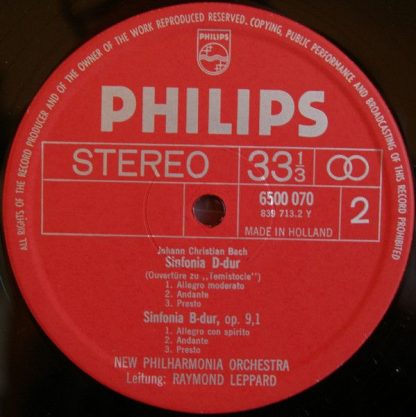 ALL RIGHTS OF THE RECORD PRODUCER AND OF THE OWNER OF THE WORK REPRODUCED RESERVED. COPYING, PUBLIC PERFORMANCE AND BROADCASTING OF THIS RECORD PROHIBITED
PHILIPS
PHILIPS
STEREO 33 1/3
6500 070
839 713.2 Y
2
MADE IN HOLLAND
Johann Christian Bach
Sinfonia D-dur
(Ouvertüre zu „Temistocle")
1. Allegro moderato
2. Andante
3. Presto
Sinfonia B-dur, op. 9,1
1. Allegro con spirito
2. Andante
3. Presto
NEW PHILHARMONIA ORCHESTRA
Leitung: RAYMOND LEPPARD